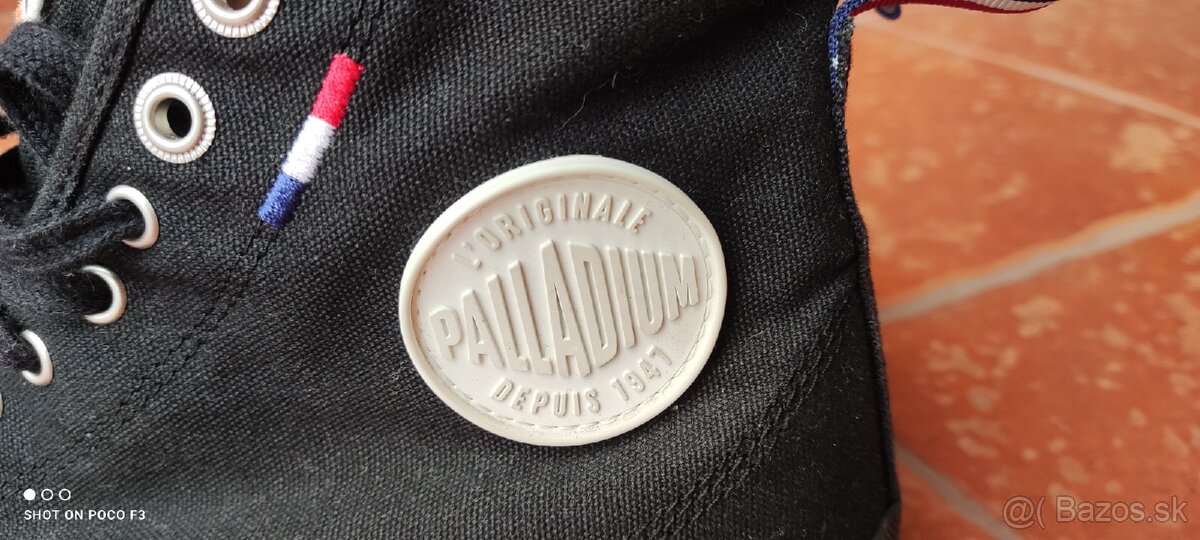 L'ORIGINALE
PALLADIUM
DEPUIS 1947
SHOT ON POCO F3
@( Bazos.sk